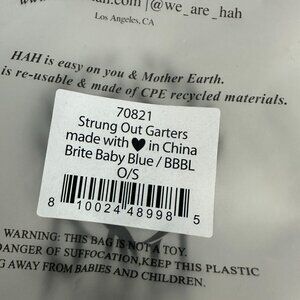 @we_are_hah
Los Angeles, CA
HAH is easy on you & Mother Earth.
is re-usable & made of CPE recycled materials.
70821
Strung Out Garters
made with ♥ in China
Brite Baby Blue / BBBL
O/S
8 10024 48998 5
WARNING: THIS BAG IS NOT A TOY.
DANGER OF SUFFOCATION,KEEP THIS PLASTIC
AWAY FROM BABIES AND CHILDREN.